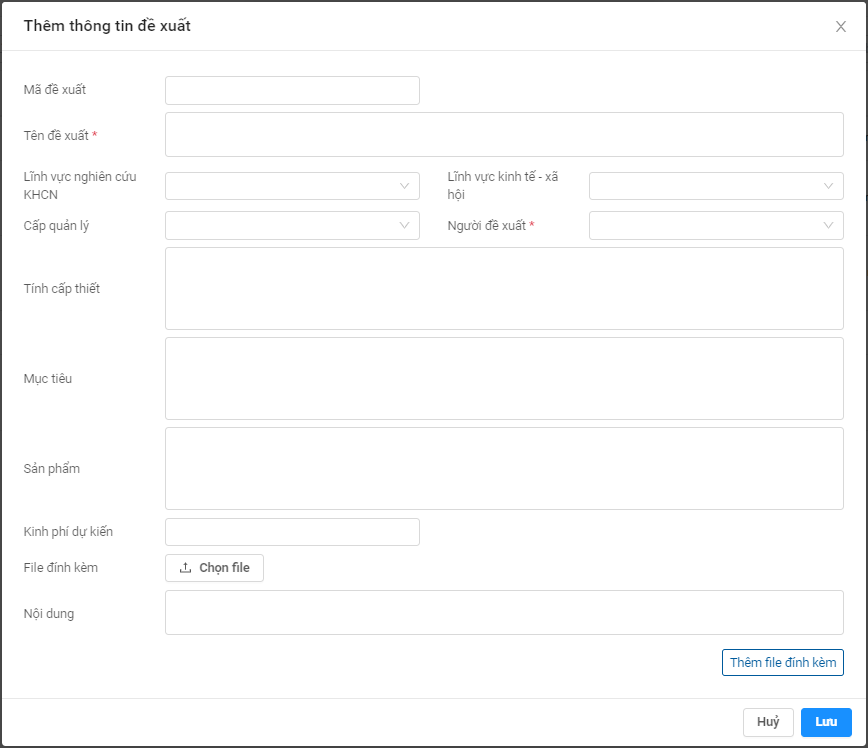 Thêm thông tin đề xuất
Mã đề xuất
Tên đề xuất *
Lĩnh vực nghiên cứu
KHCN
Lĩnh vực kinh tế - xã
hội
Cấp quản lý
Người đề xuất *
Tính cấp thiết
Mục tiêu
Sản phẩm
Kinh phí dự kiến
File đính kèm
Chọn file
Nội dung
Thêm file đính kèm
Huỷ
Lưu